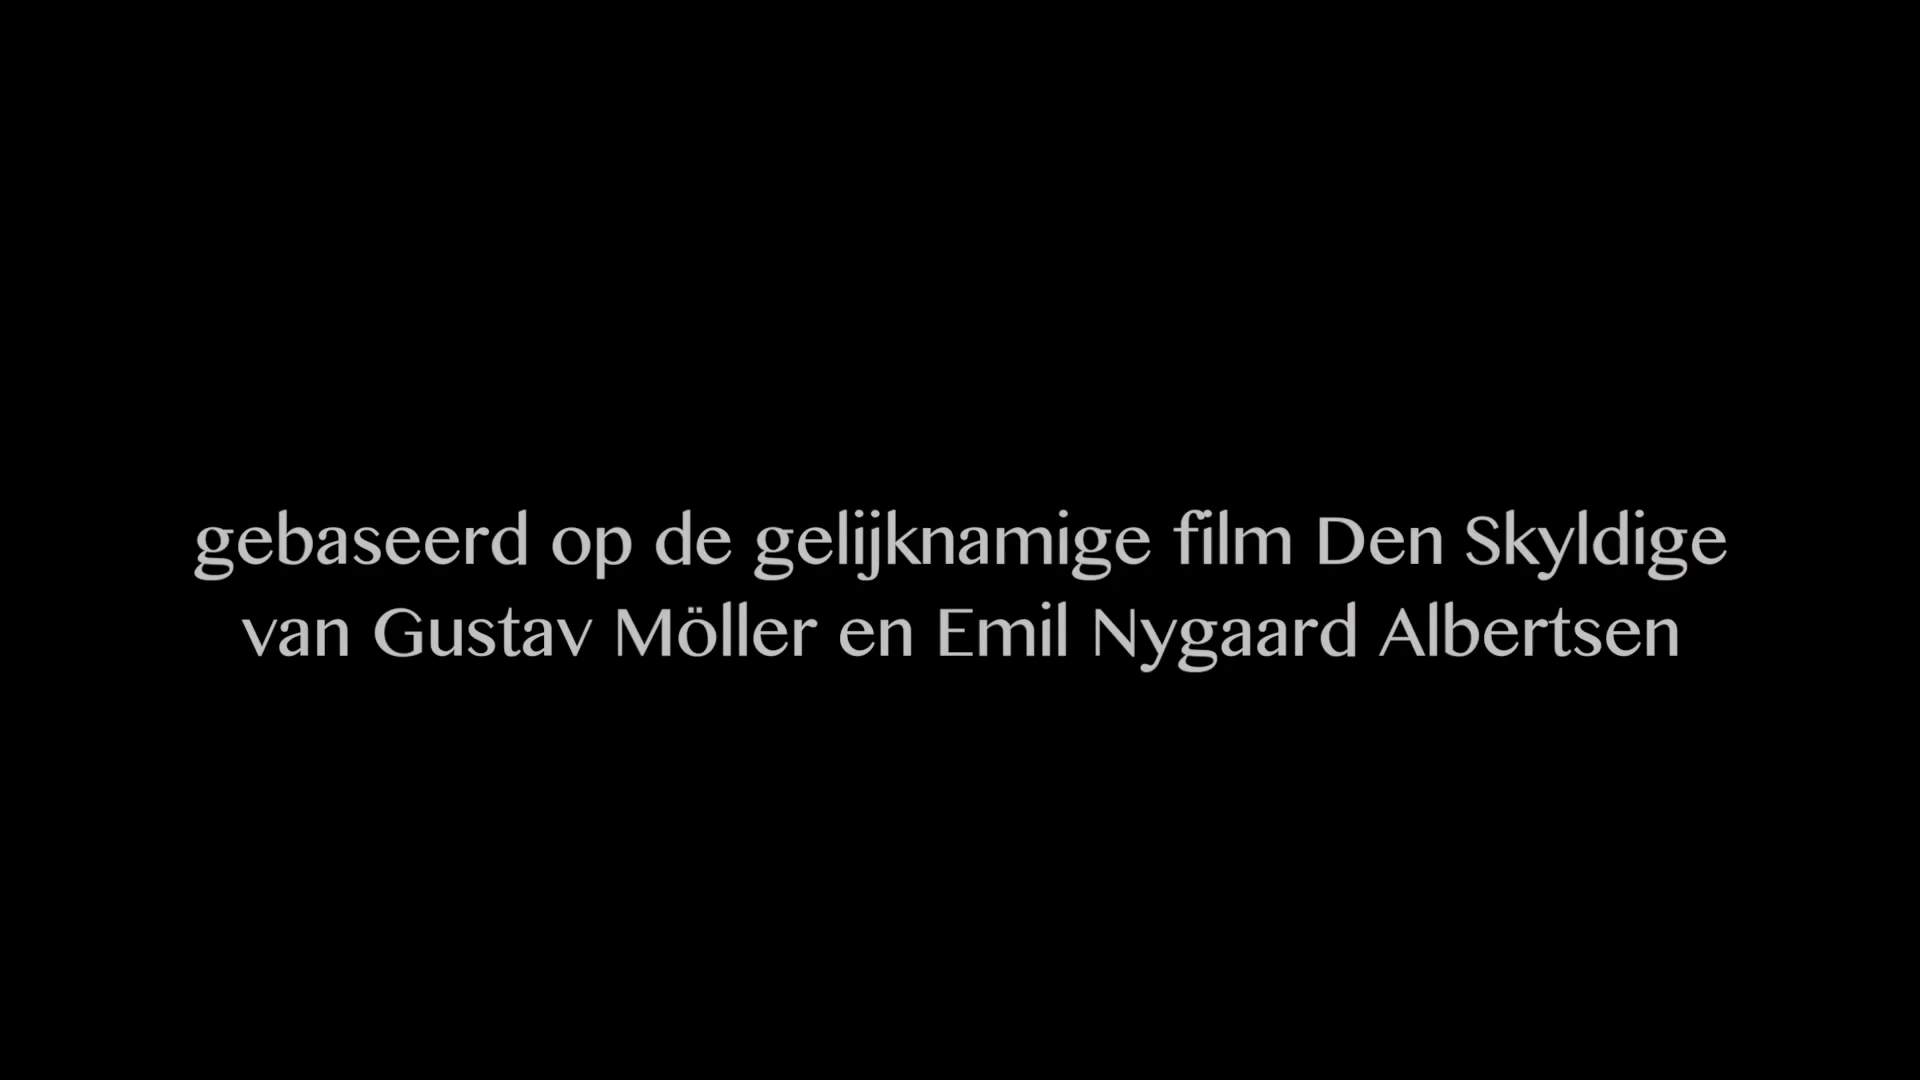 gebaseerd op de gelijknamige film Den Skyldige
van Gustav Möller en Emil Nygaard Albertsen